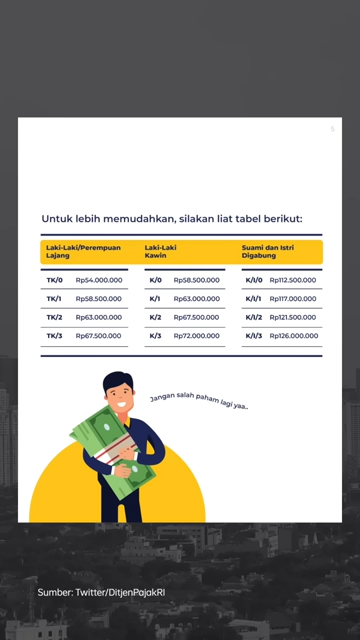 5
Untuk lebih memudahkan, silakan liat tabel berikut:
Laki-Laki/Perempuan Lajang
Laki-Laki Kawin
Suami dan Istri Digabung
TK/0 Rp54.000.000 K/0 Rp58.500.000 K/I/0 Rp112.500.000
TK/1 Rp58.500.000 K/1 Rp63.000.000 K/I/1 Rp117.000.000
TK/2 Rp63.000.000 K/2 Rp67.500.000 K/I/2 Rp121.500.000
TK/3 Rp67.500.000 K/3 Rp72.000.000 K/I/3 Rp126.000.000
Jangan salah paham lagi yaa..
Sumber: Twitter/DitjenPajakRI